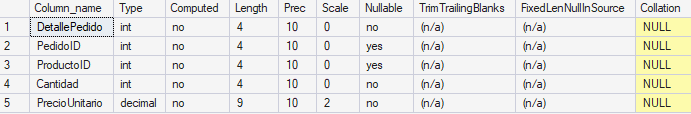 Column_name Type Computed Length Prec Scale Nullable TrimTrailingBlanks FixedLenNullInSource Collation
1 DetallePedido int no 4 10 0 no (n/a) (n/a) NULL
2 PedidoID int no 4 10 0 yes (n/a) (n/a) NULL
3 ProductoID int no 4 10 0 yes (n/a) (n/a) NULL
4 Cantidad int no 4 10 0 no (n/a) (n/a) NULL
5 PrecioUnitario decimal no 9 10 2 no (n/a) (n/a) NULL